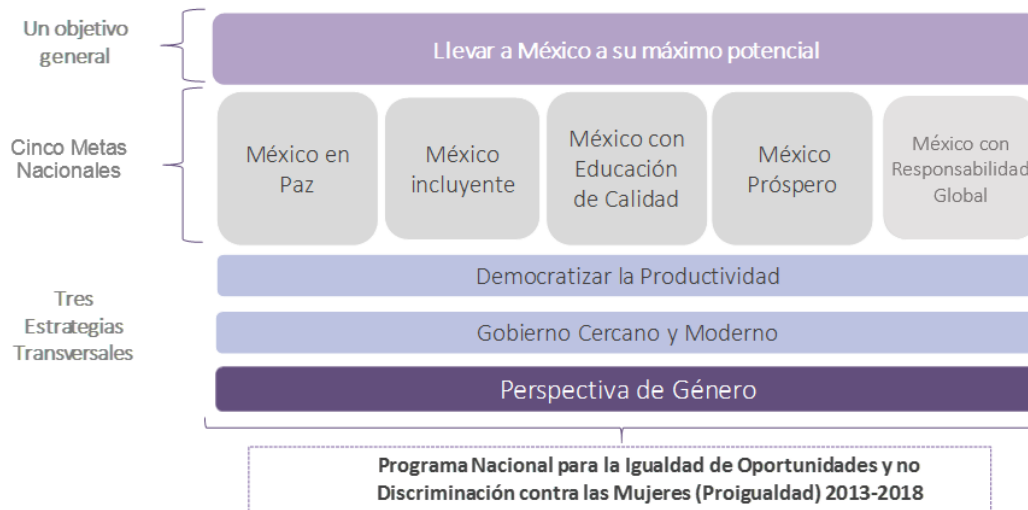 Un objetivo
general
Llevar a México a su máximo potencial
Cinco Metas
Nacionales
México en
Paz
México
incluyente
México con
Educación
de Calidad
México
Próspero
México con
Responsabilidad
Global
Tres
Estrategias
Transversales
Democratizar la Productividad
Gobierno Cercano y Moderno
Perspectiva de Género
Programa Nacional para la Igualdad de Oportunidades y no
Discriminación contra las Mujeres (Proigualdad) 2013-2018